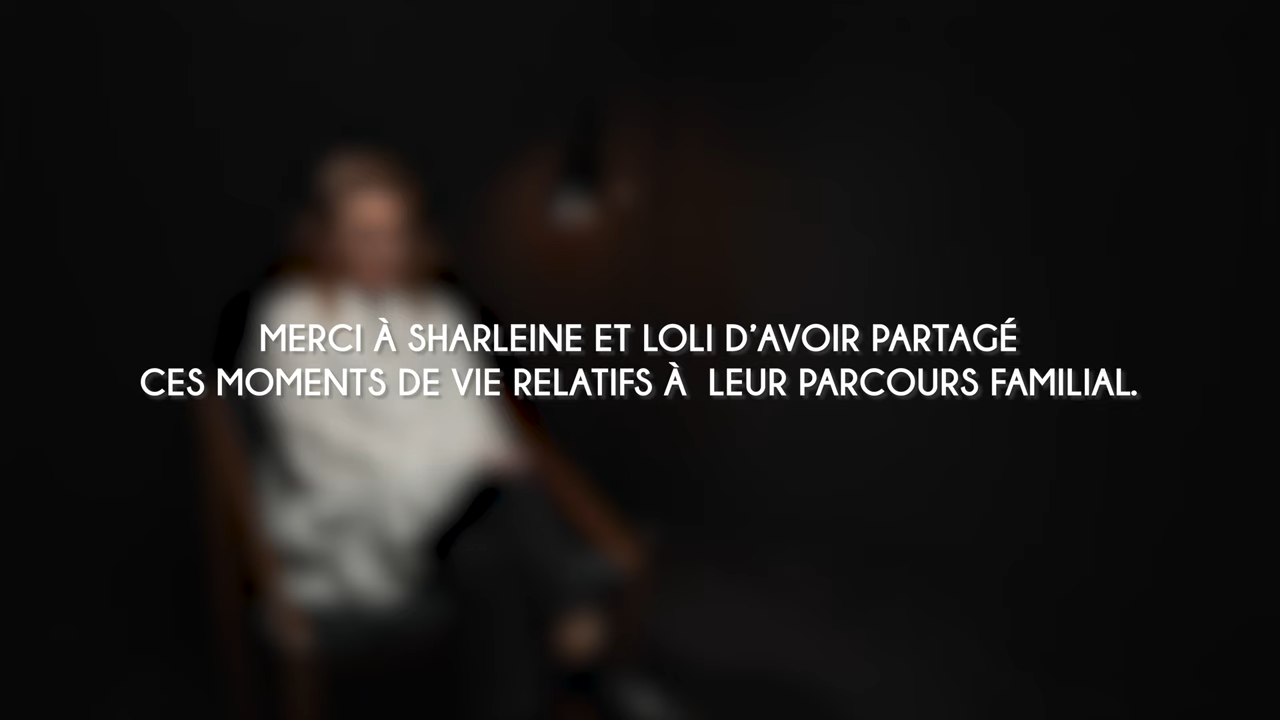 MERCI À SHARLEINE ET LOLI D'AVOIR PARTAGÉ
CES MOMENTS DE VIE RELATIFS À  LEUR PARCOURS FAMILIAL.